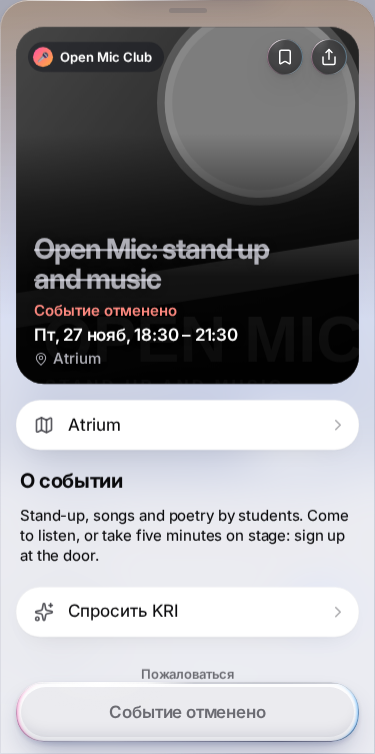 Open Mic Club
Open Mic: stand up
and music
Событие отменено
Пт, 27 нояб, 18:30 – 21:30
OPEN MIC
Atrium
Atrium
О событии
Stand-up, songs and poetry by students. Come
to listen, or take five minutes on stage: sign up
at the door.
Спросить KRI
Пожаловаться
Событие отменено